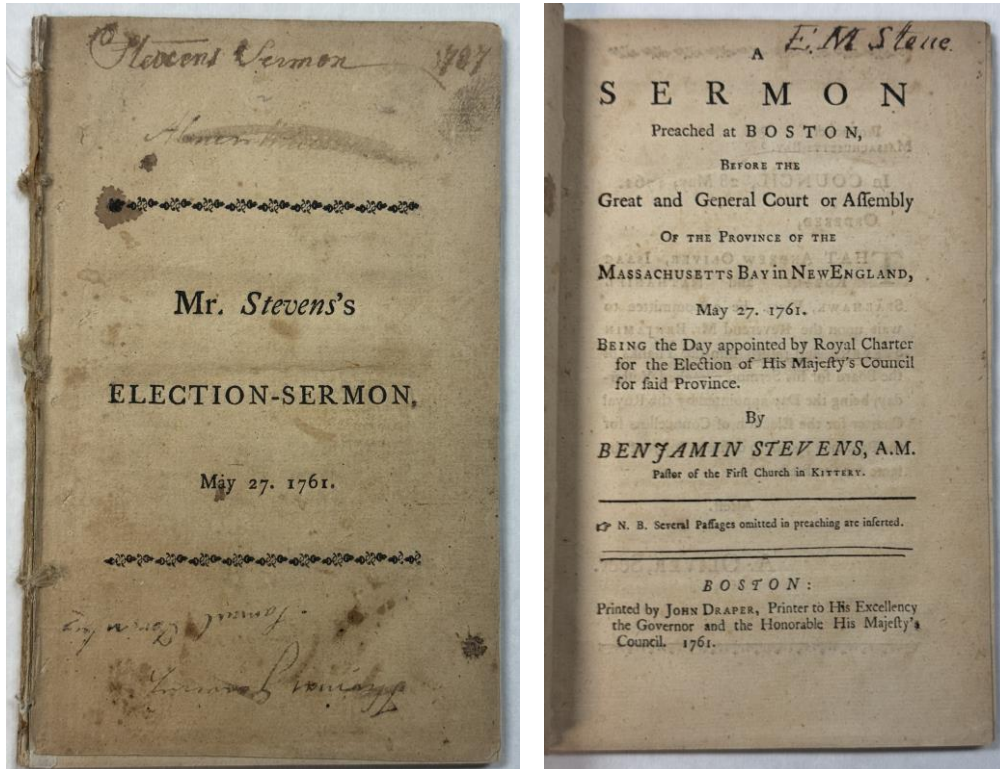 Stevens Sermon
Mr. Stevens's
ELECTION-SERMON.
May 27. 1761.
E. M Stone.
A
SERMON
Preached at BOSTON,
BEFORE THE
Great and General Court or Aſſembly
OF THE PROVINCE OF THE
MASSACHUSETTS BAY in NEW ENGLAND,
May 27. 1761.
BEING the Day appointed by Royal Charter
for the Election of His Majeſty's Council
for ſaid Province.
By
BENJAMIN STEVENS, A.M.
Paſtor of the Firſt Church in KITTERY.
☞ N. B. Several Paſſages omitted in preaching are inſerted.
BOSTON:
Printed by JOHN DRAPER, Printer to His Excellency
the Governor and the Honorable His Majeſty's
Council. 1761.